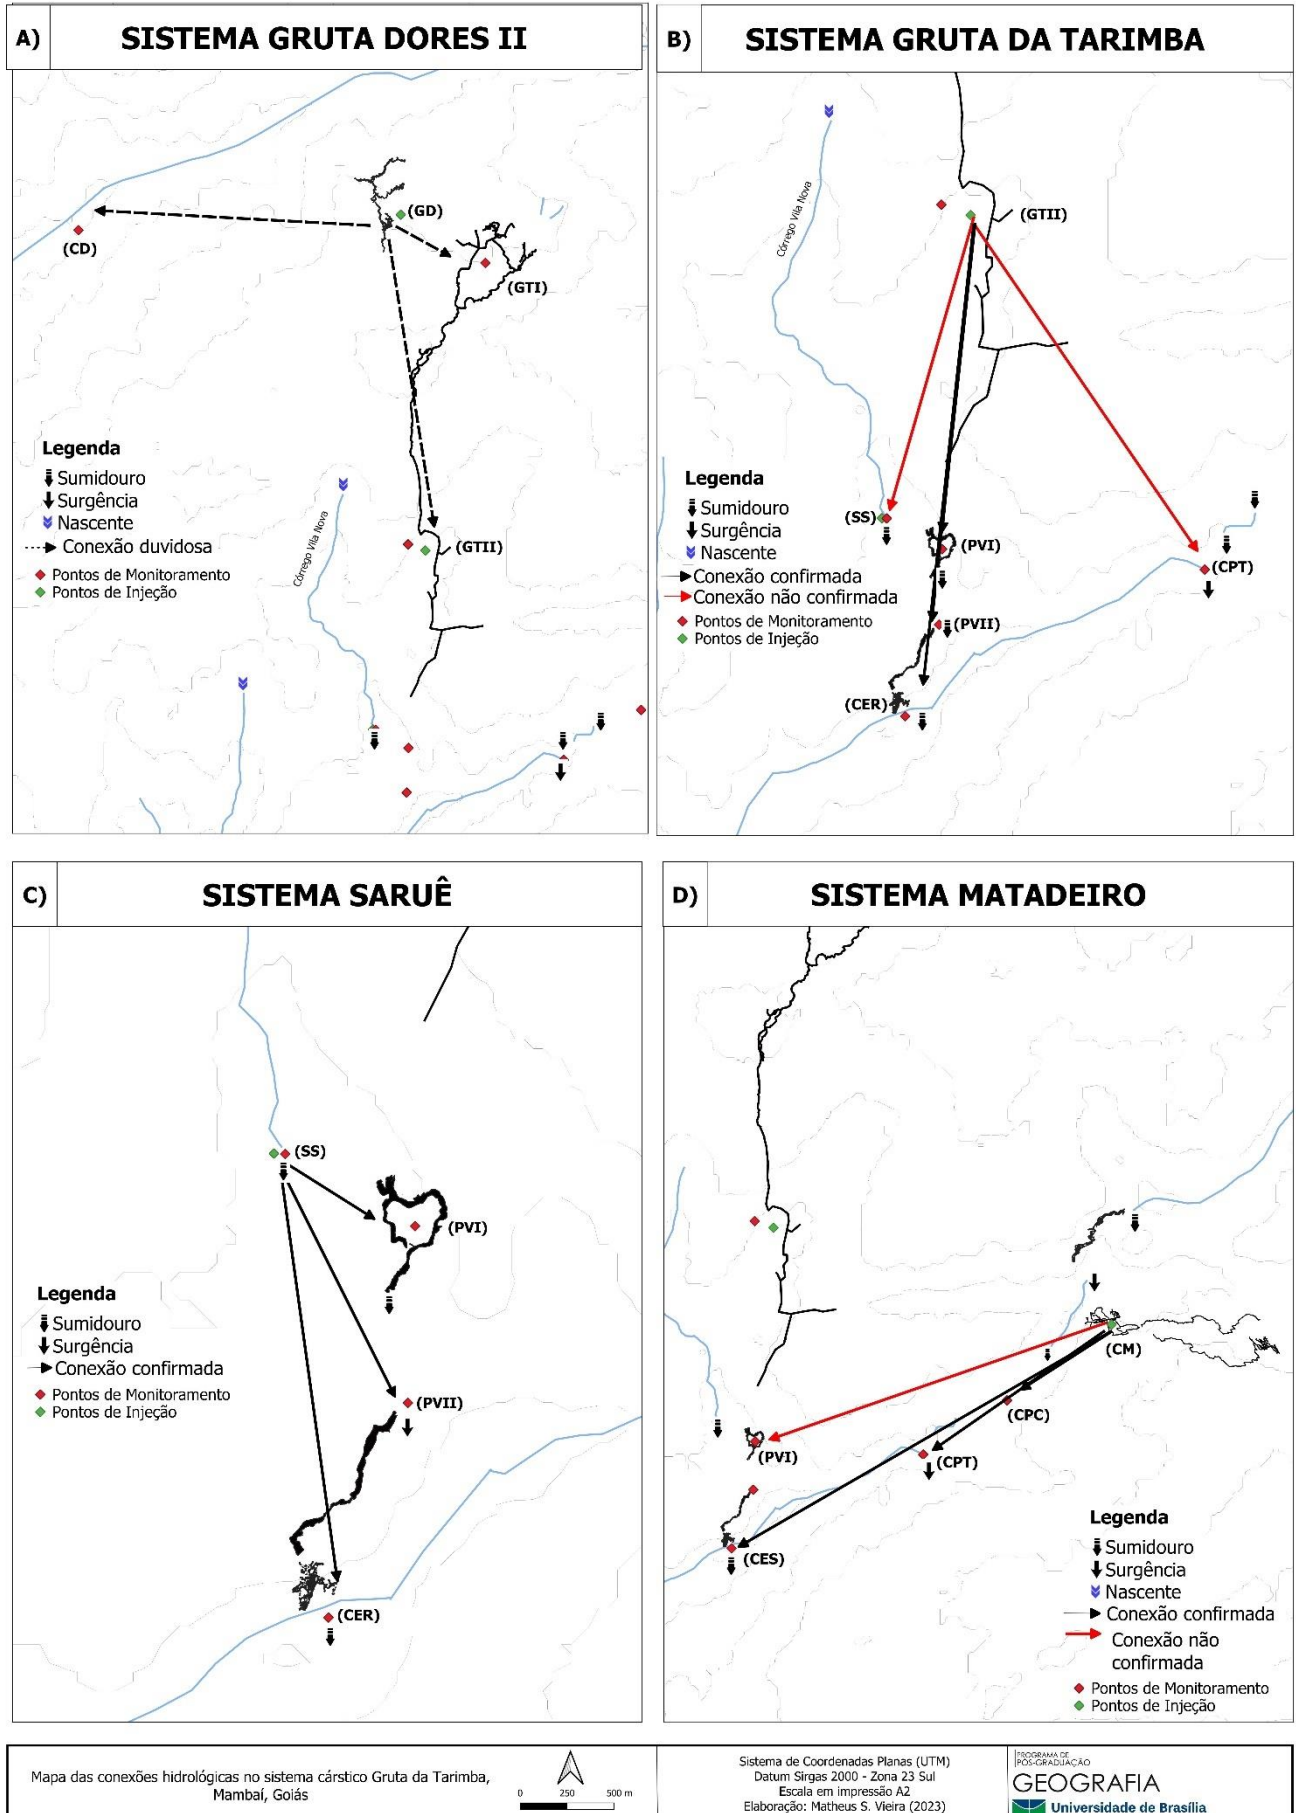 A)
SISTEMA GRUTA DORES II
(GD)
(CD)
(GTI)
Legenda
Sumidouro
Surgência
Nascente
Conexão duvidosa
Pontos de Monitoramento
Pontos de Injeção
Córrego Vila Nova
(GTII)
B)
SISTEMA GRUTA DA TARIMBA
Córrego Vila Nova
(GTII)
Legenda
Sumidouro
Surgência
Nascente
Conexão confirmada
Conexão não confirmada
Pontos de Monitoramento
Pontos de Injeção
(SS)
(PVI)
(CPT)
(PVII)
(CER)
C)
SISTEMA SARUÊ
(SS)
(PVI)
Legenda
Sumidouro
Surgência
Conexão confirmada
Pontos de Monitoramento
Pontos de Injeção
(PVII)
(CER)
D)
SISTEMA MATADEIRO
(CM)
(CPC)
(PVI)
(CPT)
(CES)
Legenda
Sumidouro
Surgência
Nascente
Conexão confirmada
Conexão não
confirmada
Pontos de Monitoramento
Pontos de Injeção
Mapa das conexões hidrológicas no sistema cárstico Gruta da Tarimba,
Mambaí, Goiás
0 250 500 m
Sistema de Coordenadas Planas (UTM)
Datum Sirgas 2000 - Zona 23 Sul
Escala em impressão A2
Elaboração: Matheus S. Vieira (2023)
PROGRAMA DE
PÓS-GRADUAÇÃO
GEOGRAFIA
Universidade de Brasília